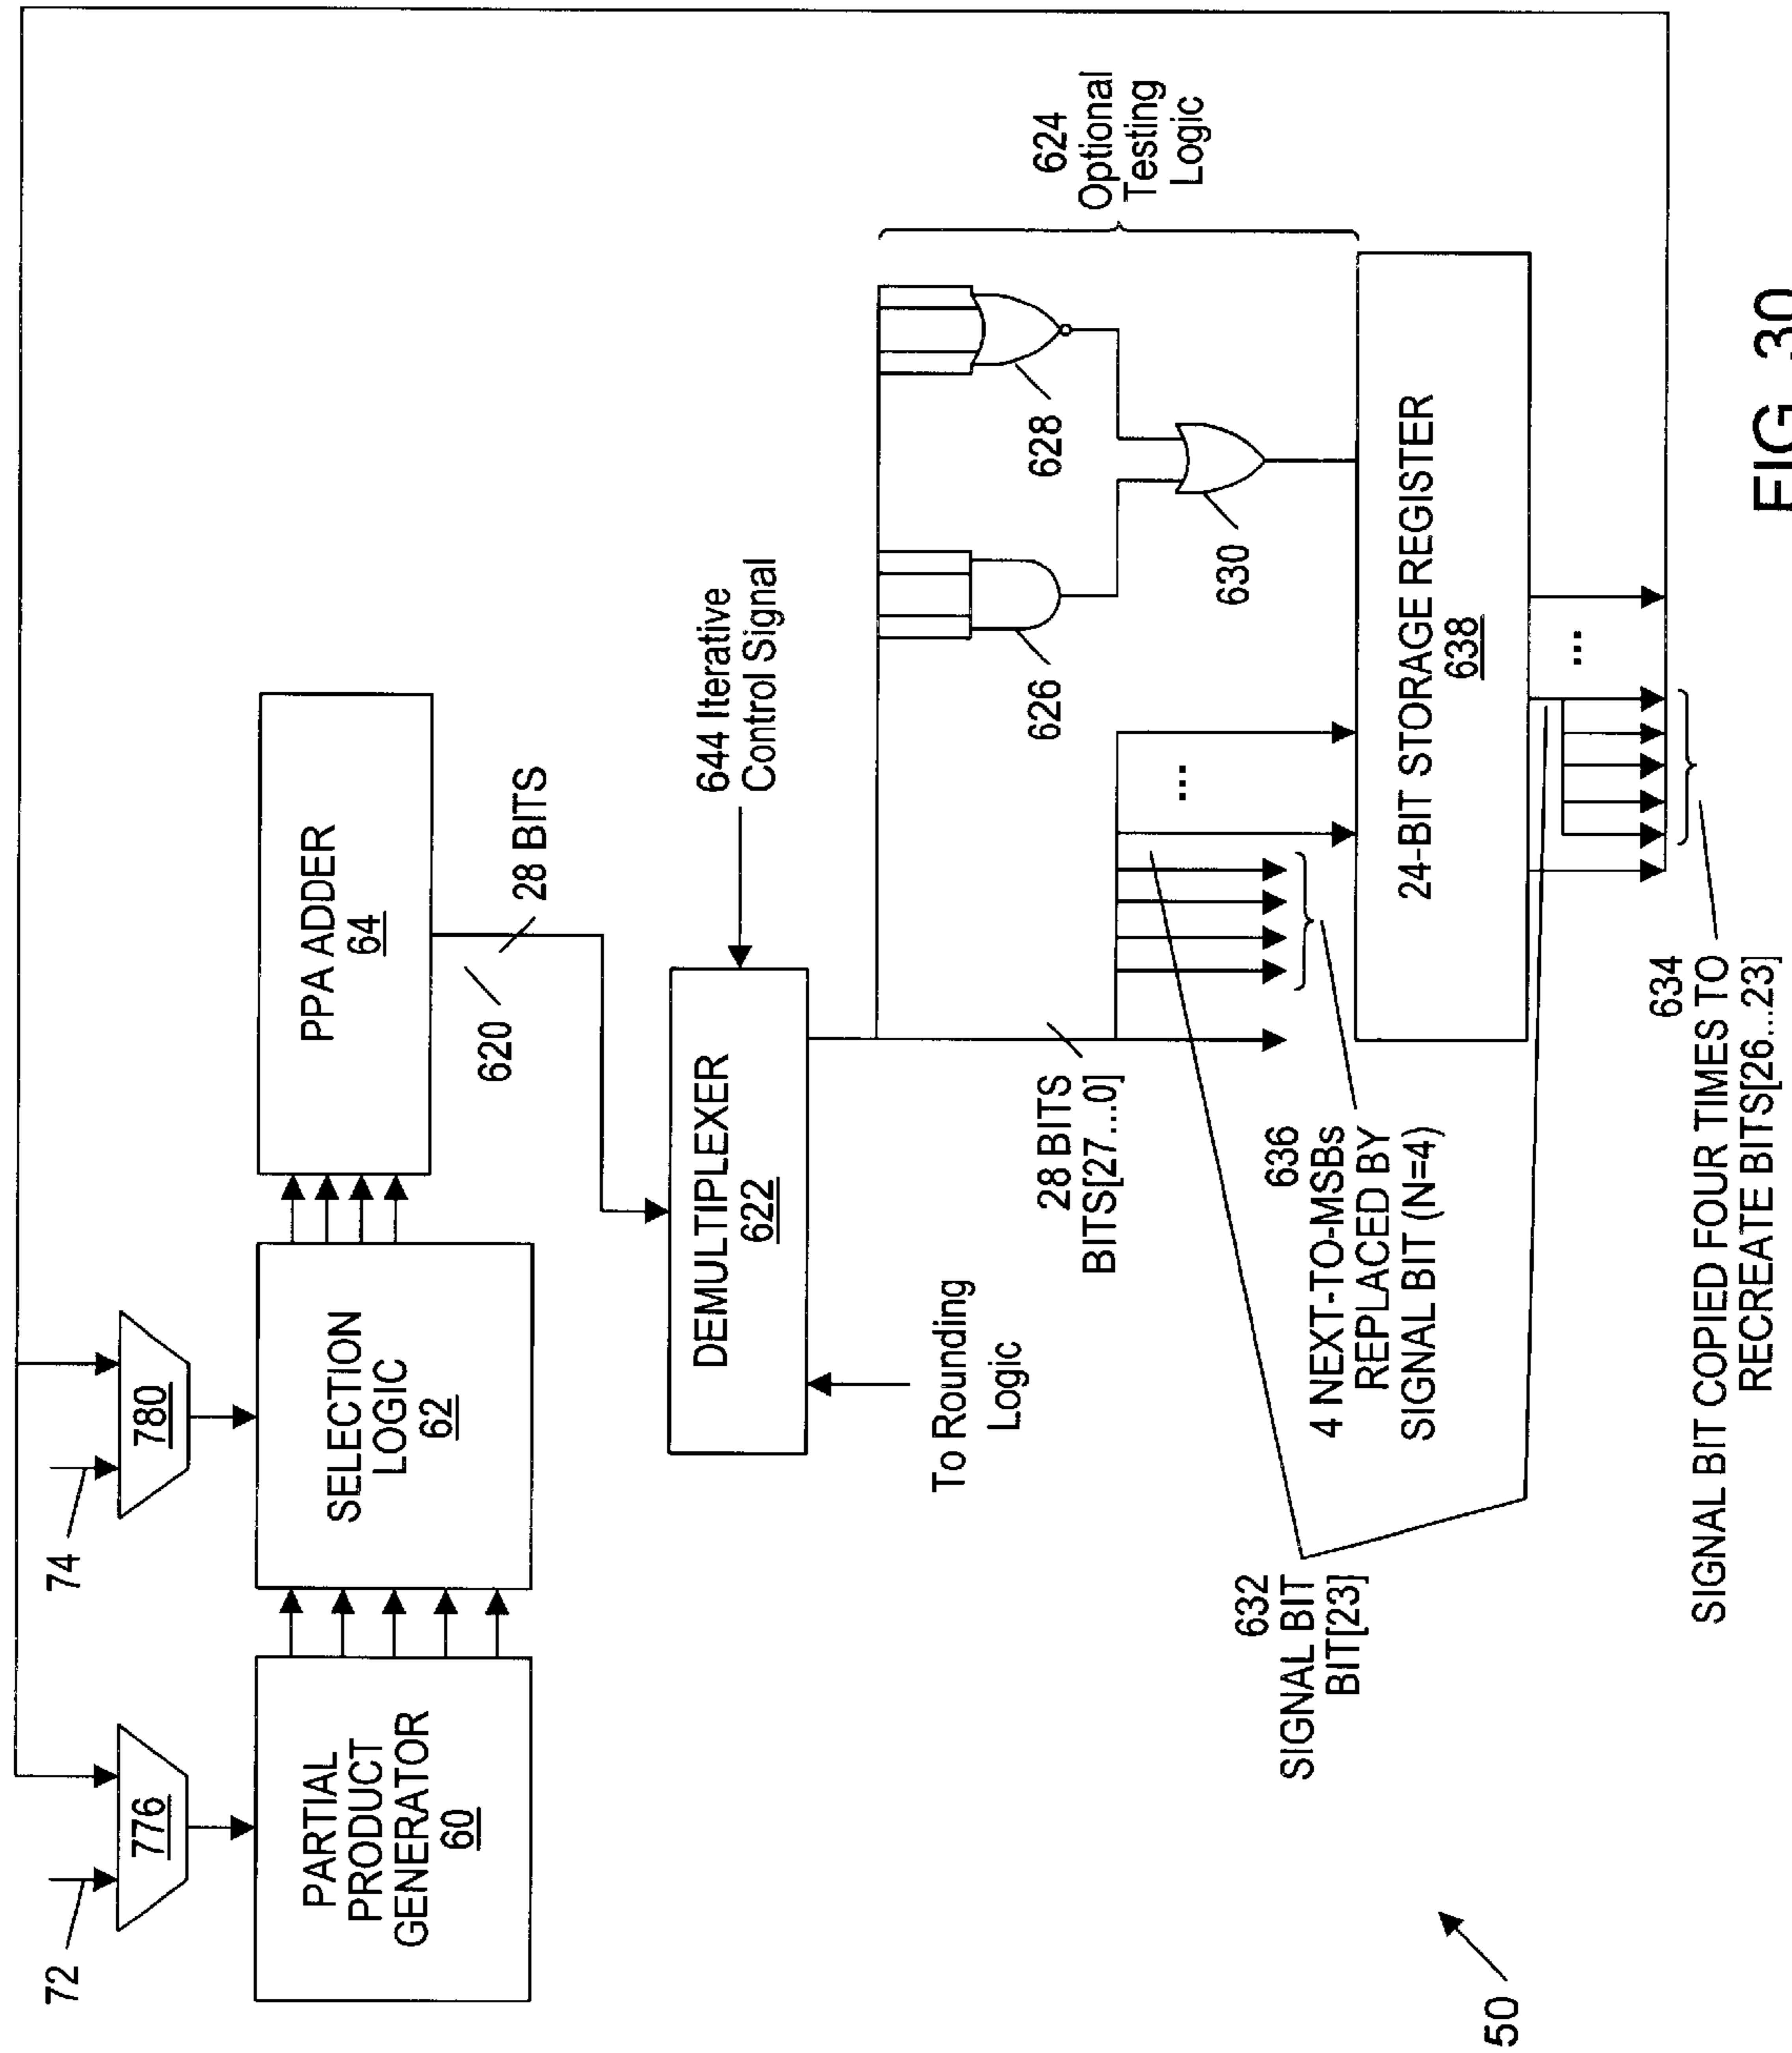 72
776
74
780
PARTIAL
PRODUCT
GENERATOR
60
SELECTION
LOGIC
62
PPA ADDER
64
620
28 BITS
DEMULTIPLEXER
622
644 Iterative
Control Signal
To Rounding
Logic
28 BITS
BITS[27...0]
626
628
630
624
Optional
Testing
Logic
632
SIGNAL BIT
BIT[23]
636
4 NEXT-TO-MSBs
REPLACED BY
SIGNAL BIT (N=4)
...
24-BIT STORAGE REGISTER
638
...
634
SIGNAL BIT COPIED FOUR TIMES TO
RECREATE BITS[26...23]
50
FIG. 30